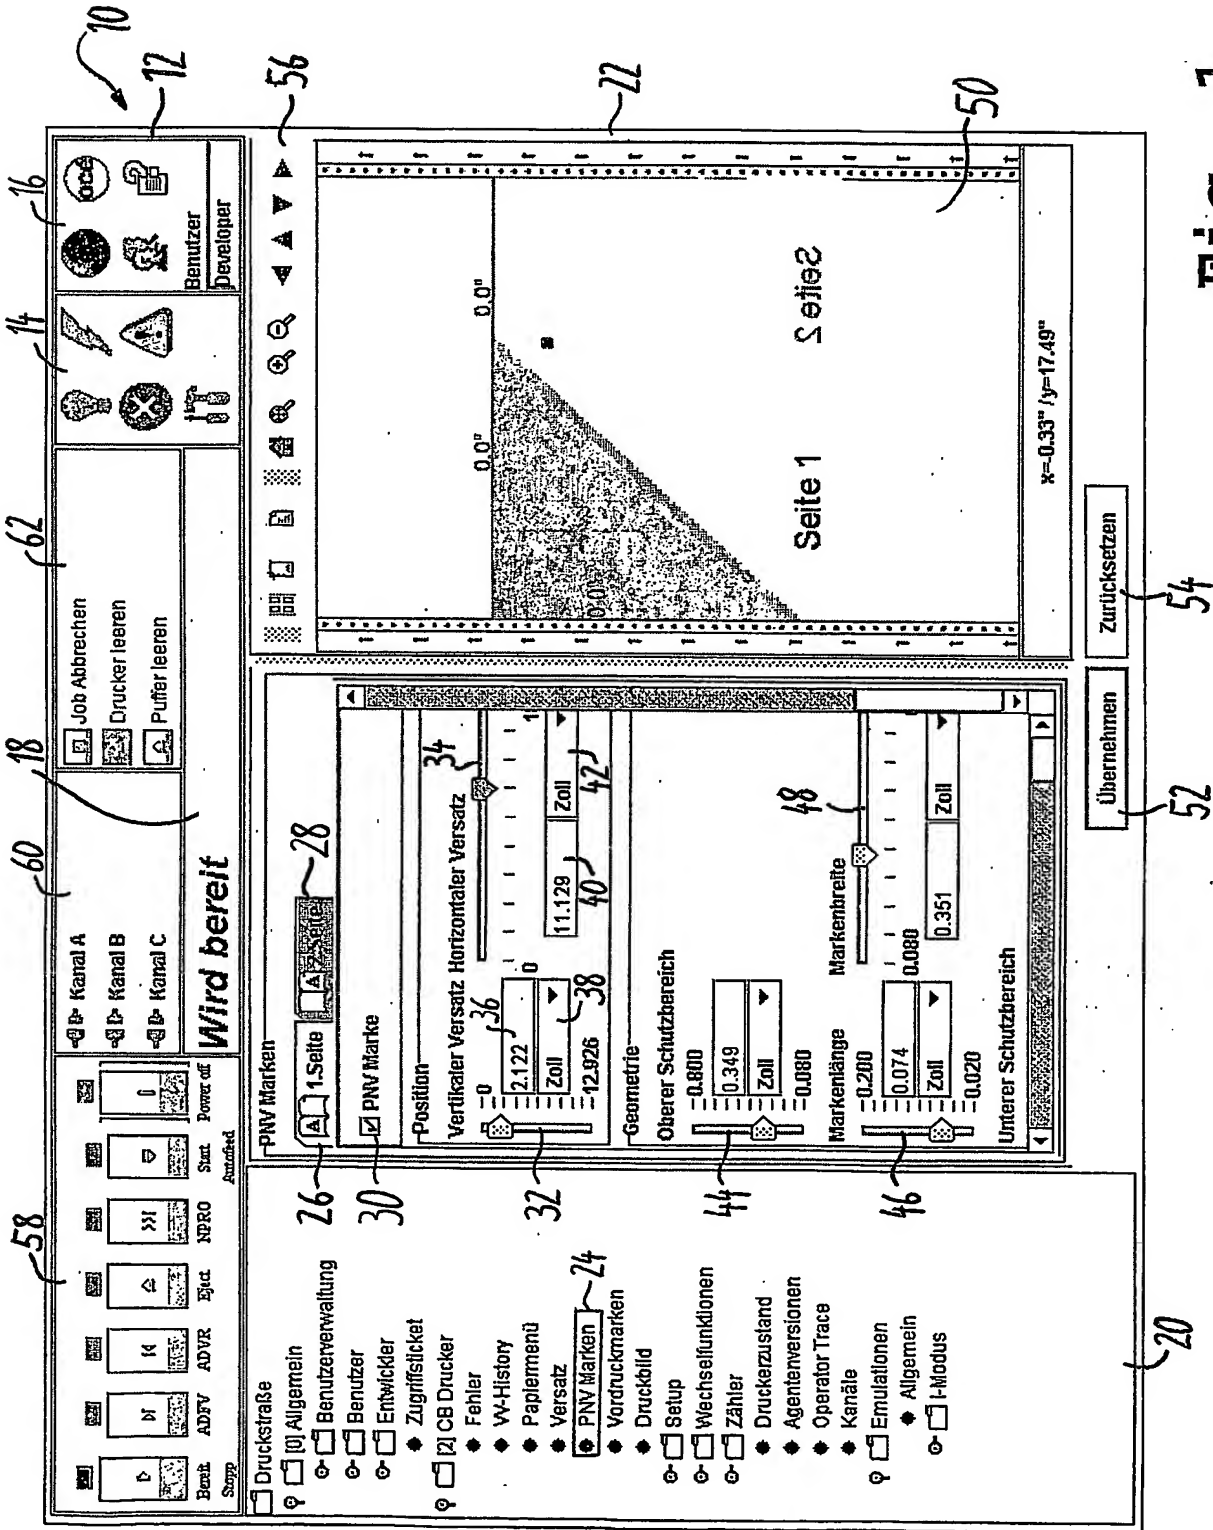 10
58
60
18
62
14
16
12
Bereit
Stopp
ADFV
ADVR
Eject
NPRO
Start
Autofeed
Power off
Kanal A
Kanal B
Kanal C
Wird bereit
Job Abbrechen
Drucker leeren
Puffer leeren
océ
Benutzer
Developer
56
22
Druckstraße
[0] Allgemein
Benutzerverwaltung
Benutzer
Entwickler
Zugriffsticket
[2] CB Drucker
Fehler
W-History
Papiermenü
Versatz
PNV Marken
24
Vordruckmarken
Druckbild
Setup
Wechselfunktionen
Zähler
Druckerzustand
Agentenversionen
Operator Trace
Kanäle
Emulationen
Allgemein
I-Modus
20
PNV Marken
26
1.Seite
2.Seite
28
30
PNV Marke
Position
Vertikaler Versatz
Horizontaler Versatz
34
0
2.122
36
Zoll
38
12.926
32
0
1
11.129
40
Zoll
42
Geometrie
Oberer Schutzbereich
0.800
0.349
Zoll
0.080
44
Markenlänge
0.200
0.074
Zoll
0.020
46
Markenbreite
48
0.080
0.351
Zoll
Unterer Schutzbereich
0.0"
0.0"
0.0"
Seite 1
Seite 2
50
x=-0.33" /y=17.49"
Übernehmen
52
Zurücksetzen
54